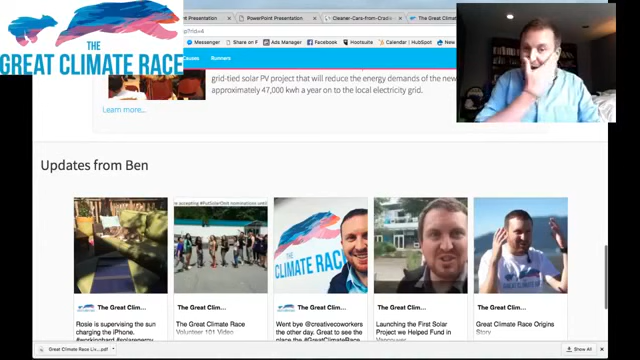 THE
GREAT CLIMATE RACE
nt Presentation
PowerPoint Presentation
Cleaner-Cars-From-Cradl
The Great Climate R
Messenger
Share on F
Ads Manager
Facebook
Hootsuite
Calendar | HubSpot
Causes
Banners
grid-tied solar PV project that will reduce the energy demands of the new
approximately 47,000 kwh a year on to the local electricity grid.
Learn more...
Updates from Ben
CLIMATE RACE
The Great Clim...
The Great Clim...
The Great Clim...
The Great Clim...
The Great Clim...
Rosie is supervising the sun
charging the iPhone.
The Great Climate Race
Volunteer 101 Video
Went bye @creativecoworkers
the other day. Great to see the
Launching the First Solar
Project we Helped Fund in
Vancouver
The Great Climate Race Origins
Story
Great Climate Race Liv....pdf
Show All